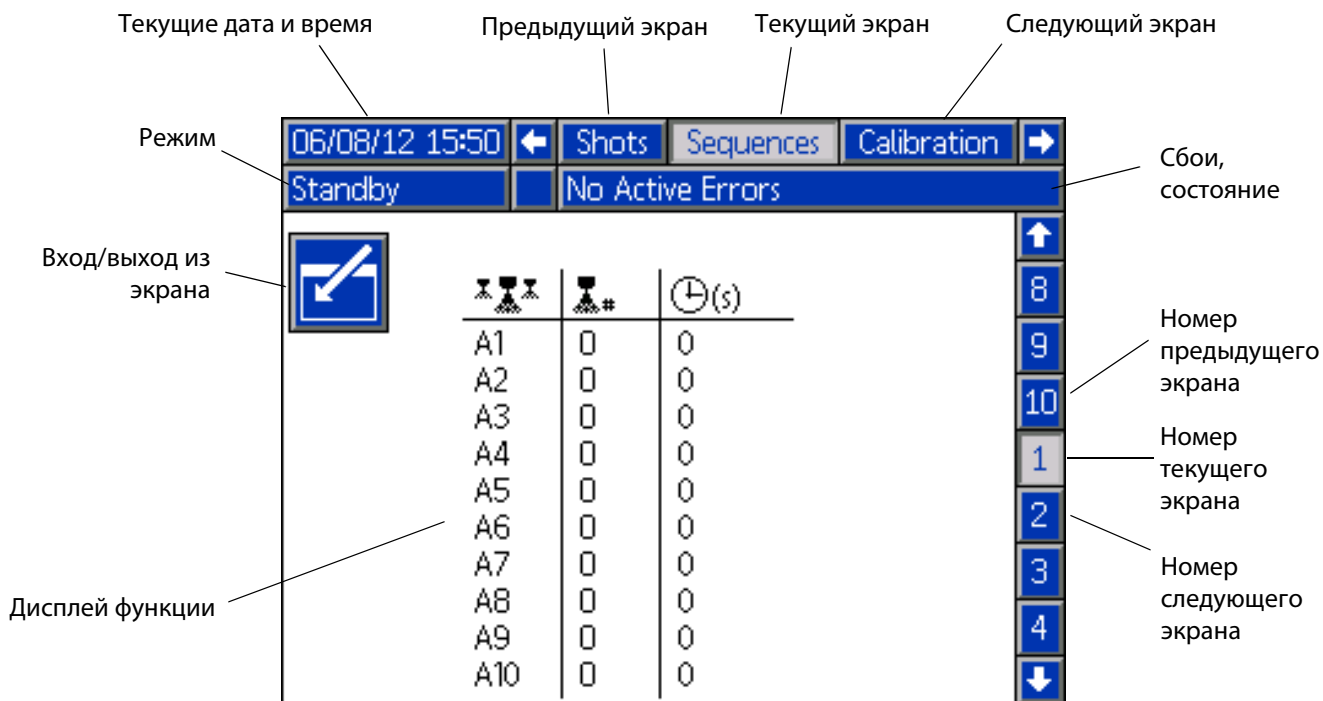 Текущие дата и время
Предыдущий экран
Текущий экран
Следующий экран
Режим
06/08/12 15:50
Shots
Sequences
Calibration
Standby
No Active Errors
Сбои,
состояние
Вход/выход из
экрана
# (s)
A1 0 0
A2 0 0
A3 0 0
A4 0 0
A5 0 0
A6 0 0
A7 0 0
A8 0 0
A9 0 0
A10 0 0
8
9
10
1
2
3
4
Номер
предыдущего
экрана
Номер
текущего
экрана
Номер
следующего
экрана
Дисплей функции